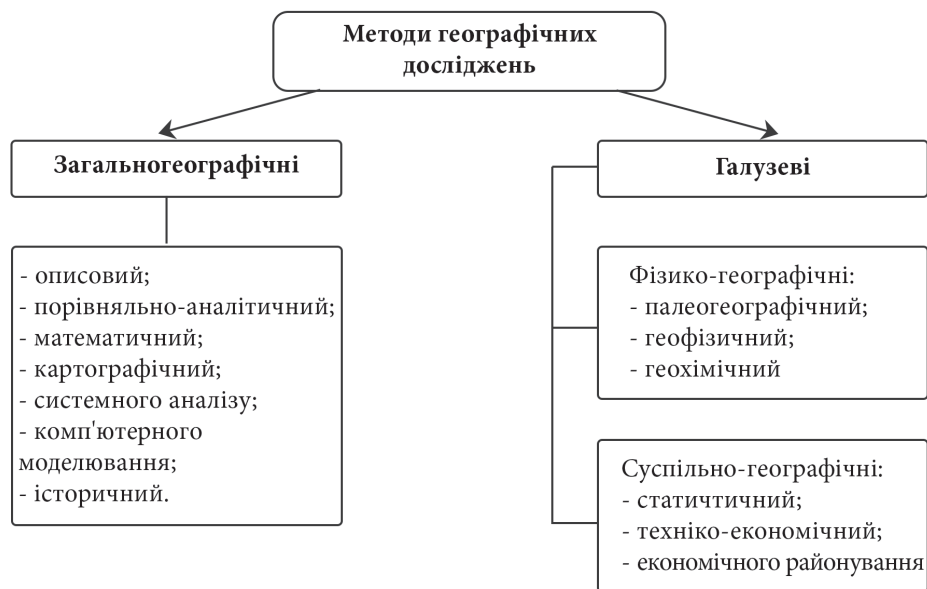 Методи географічних
досліджень
Загальногеографічні
- описовий;
- порівняльно-аналітичний;
- математичний;
- картографічний;
- системного аналізу;
- комп'ютерного
моделювання;
- історичний.
Галузеві
Фізико-географічні:
- палеогеографічний;
- геофізичний;
- геохімічний
Суспільно-географічні:
- статичтичний;
- техніко-економічний;
- економічного районування